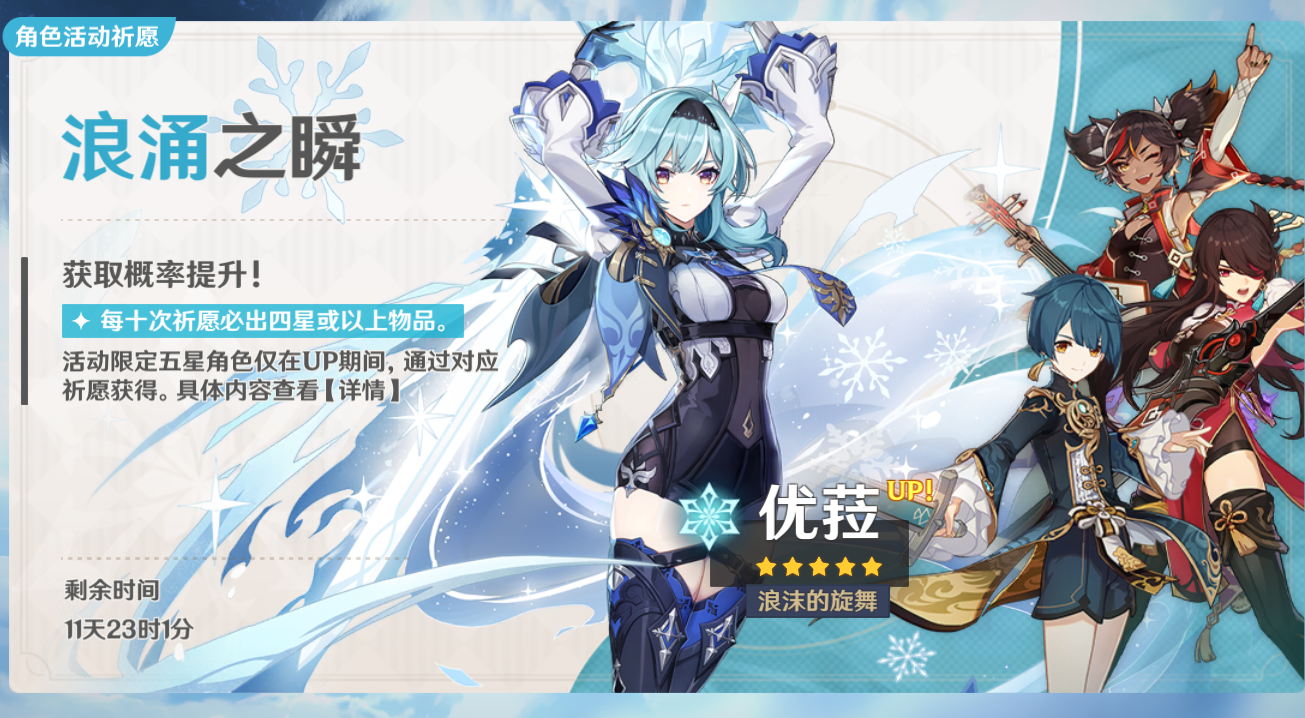 角色活动祈愿
浪涌之瞬
获取概率提升！
每十次祈愿必出四星或以上物品。
活动限定五星角色仅在UP期间，通过对应
祈愿获得。具体内容查看【详情】
优菈 UP!
浪沫的旋舞
剩余时间
11天23时1分